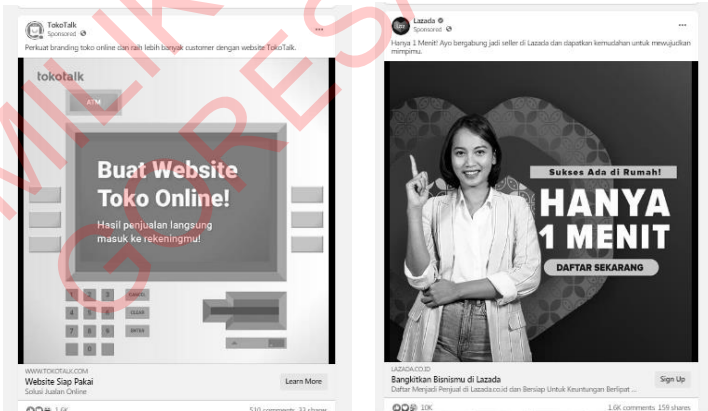 TokoTalk
Sponsored
Perkuat branding toko online dan raih lebih banyak customer dengan website TokoTalk.
tokotalk
ATM
Buat Website
Toko Online!
Hasil penjualan langsung
masuk ke rekeningmu!
1 2 3 CANCEL
4 5 6 CLEAR
7 8 9 ENTER
0
WWW.TOKOTALK.COM
Website Siap Pakai
Solusi Jualan Online
Learn More
1.6K
510 comments 33 shares
Lazada
Sponsored
Hanya 1 Menit! Ayo bergabung jadi seller di Lazada dan dapatkan kemudahan untuk mewujudkan
mimpimu.
Sukses Ada di Rumah!
HANYA
1 MENIT
DAFTAR SEKARANG
LAZADA.CO.ID
Bangkitkan Bisnismu di Lazada
Daftar Menjadi Penjual di Lazada.co.id dan Bersiap Untuk Keuntungan Berlipat ...
Sign Up
10K
1.6K comments 159 shares
MILIK
GORESA